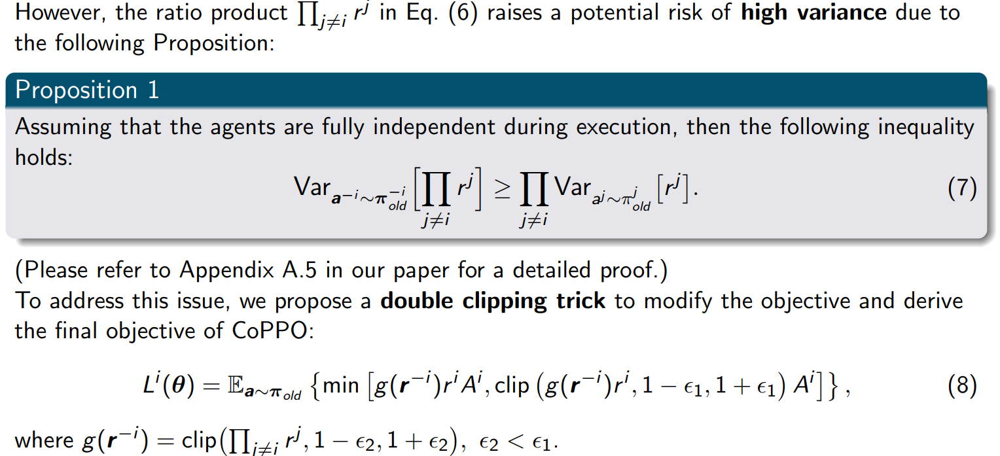 However, the ratio product $\prod_{j \neq i} r^j$ in Eq. (6) raises a potential risk of **high variance** due to
the following Proposition:
Proposition 1
Assuming that the agents are fully independent during execution, then the following inequality
holds:
$\text{Var}_{\boldsymbol{a}^{-i} \sim \boldsymbol{\pi}_{old}^{-i}} \left[ \prod_{j \neq i} r^j \right] \geq \prod_{j \neq i} \text{Var}_{a^j \sim \pi_{old}^j} \left[ r^j \right].$ (7)
(Please refer to Appendix A.5 in our paper for a detailed proof.)
To address this issue, we propose a **double clipping trick** to modify the objective and derive
the final objective of CoPPO:
$L^i(\boldsymbol{\theta}) = \mathbb{E}_{\boldsymbol{a} \sim \boldsymbol{\pi}_{old}} \left\{ \min \left[ g(\boldsymbol{r}^{-i}) r^i A^i, \text{clip} \left( g(\boldsymbol{r}^{-i}) r^i, 1 - \epsilon_1, 1 + \epsilon_1 \right) A^i \right] \right\},$ (8)
where $g(\boldsymbol{r}^{-i}) = \text{clip} \left( \prod_{i \neq i} r^j, 1 - \epsilon_2, 1 + \epsilon_2 \right), \ \epsilon_2 < \epsilon_1.$